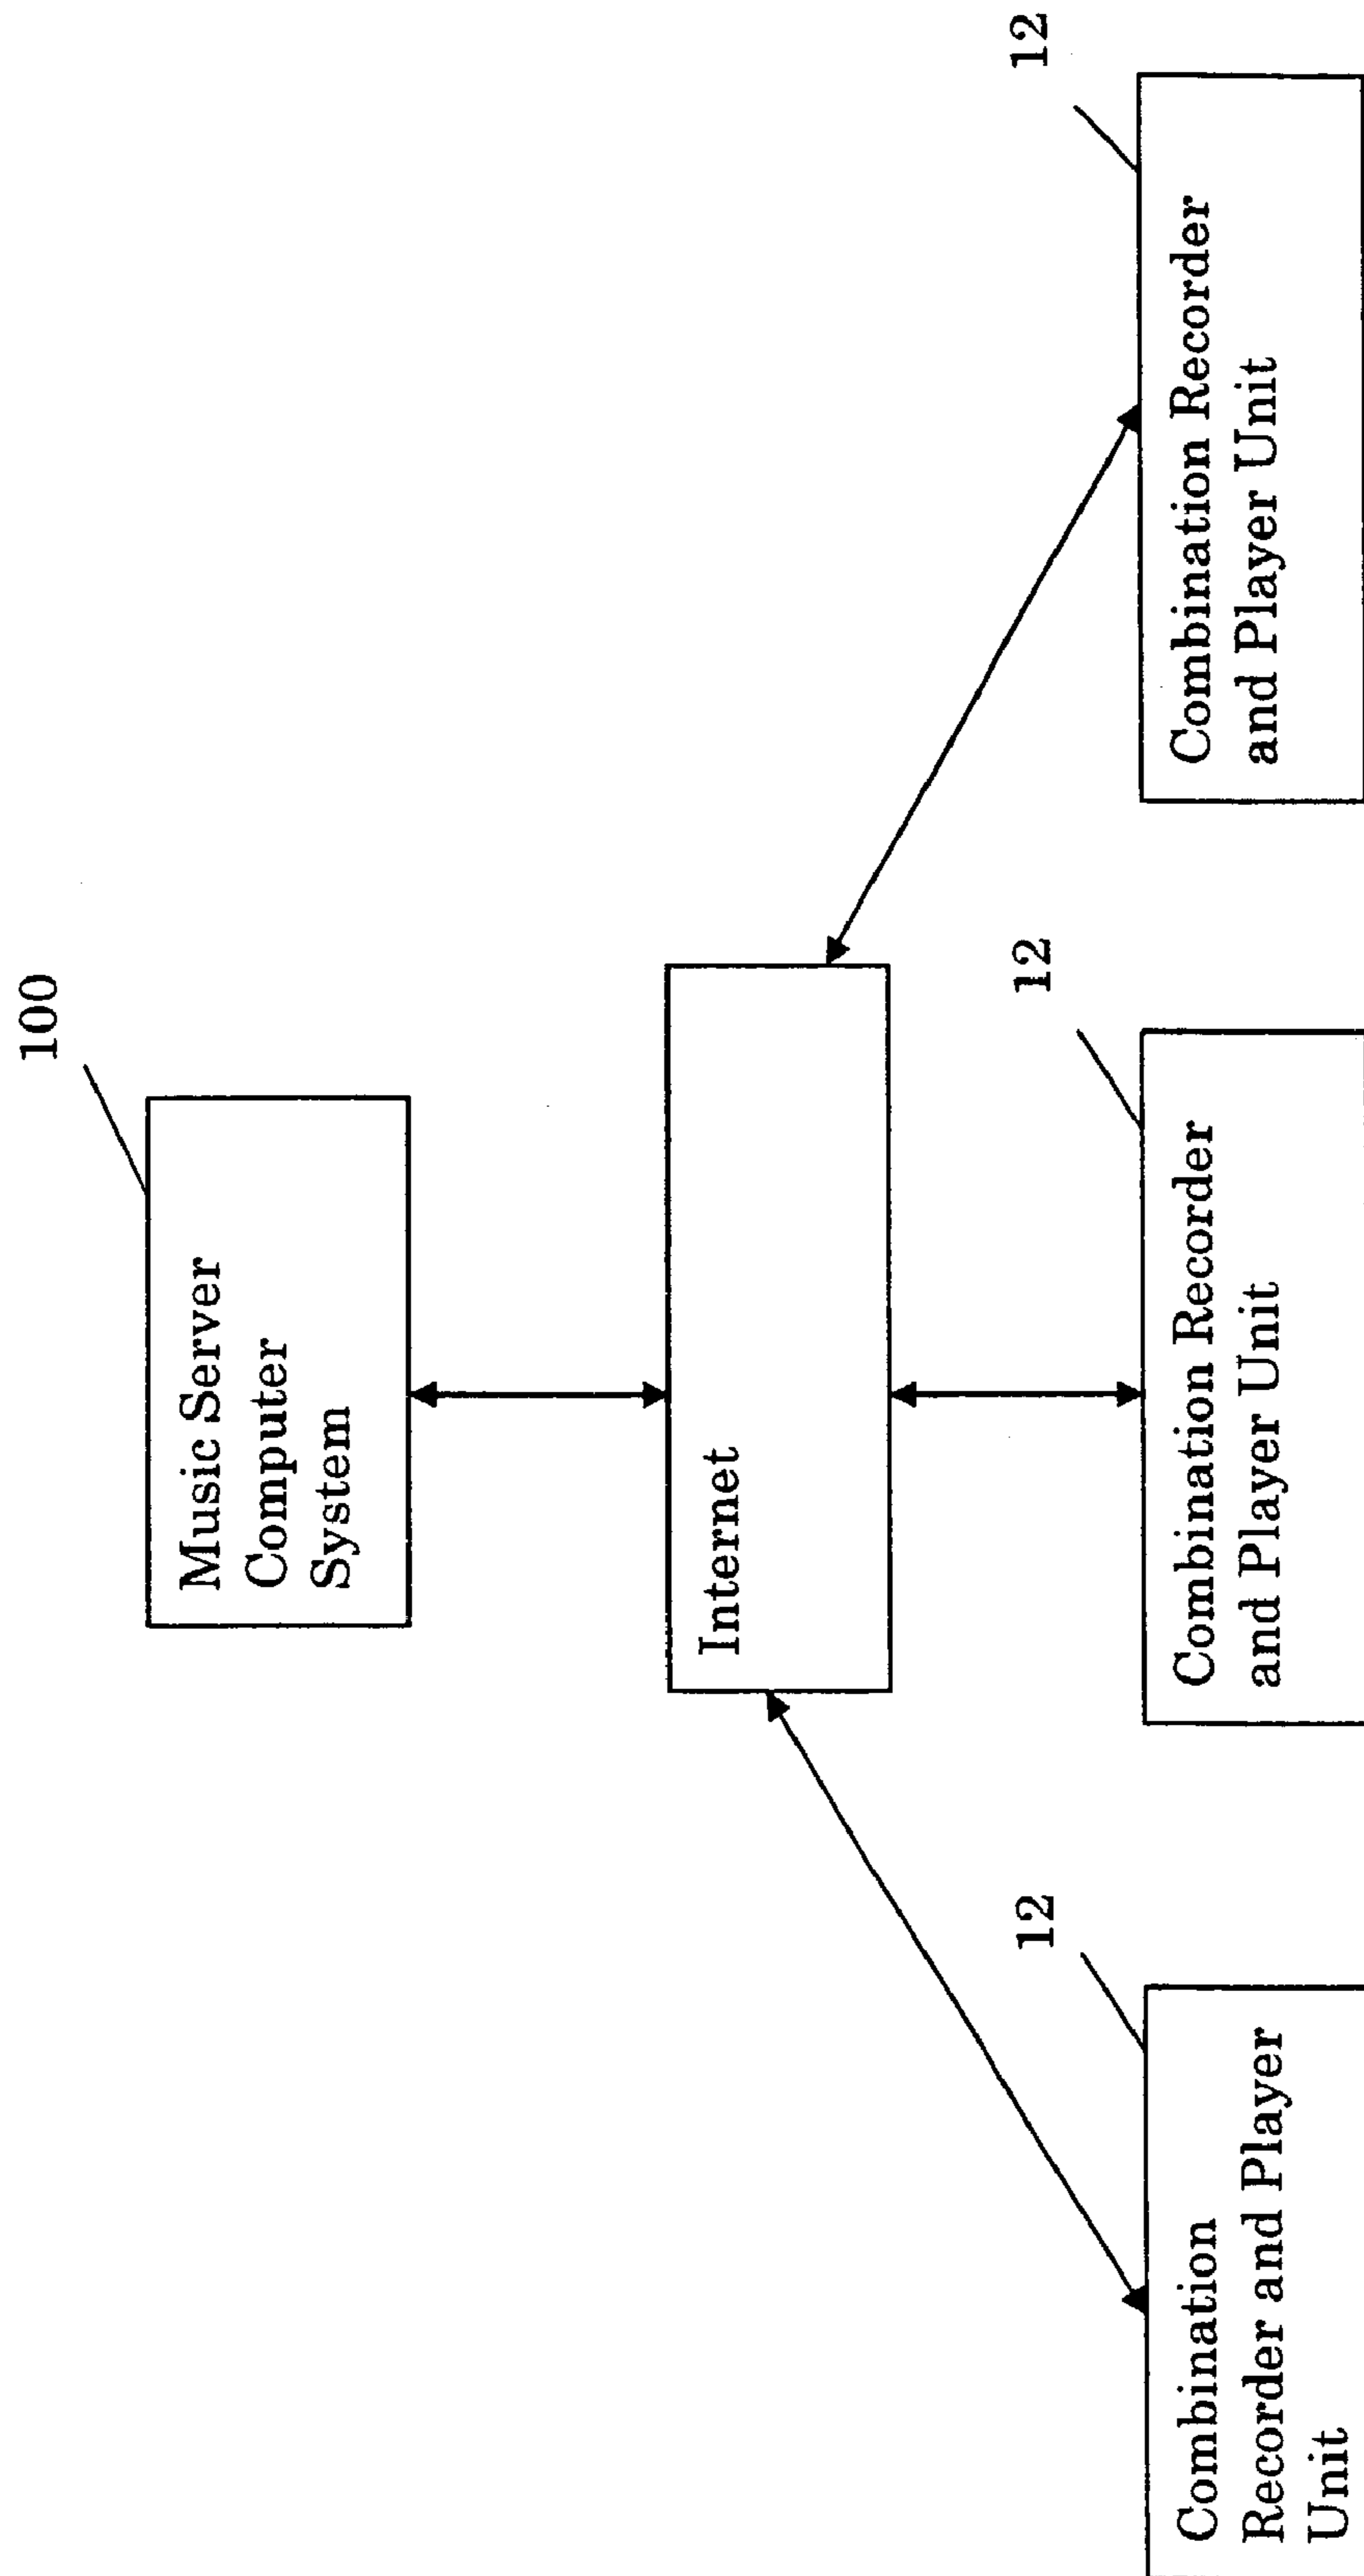 100
Music Server
Computer
System
Internet
12
Combination
Recorder and Player
Unit
12
Combination Recorder
and Player Unit
12
Combination Recorder
and Player Unit